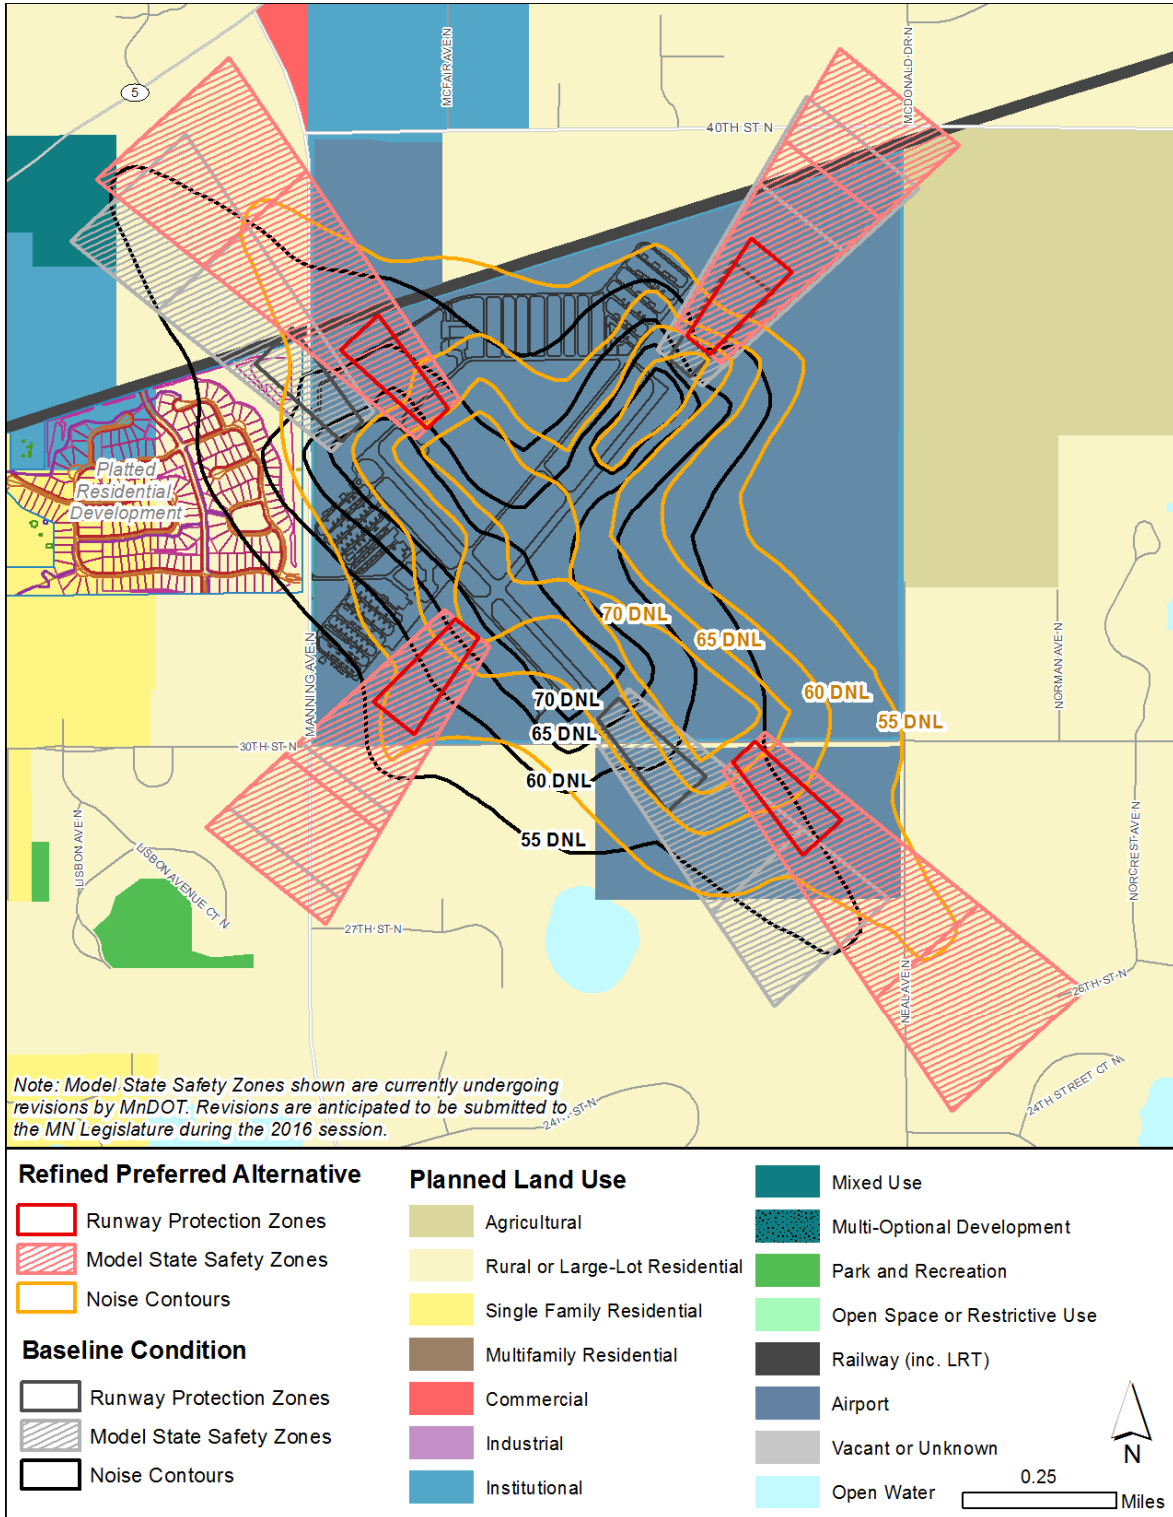 5
MCFAIR AVE N
MCDONALD DR N
40TH ST N
Platted
Residential
Development
MANNING AVE N
70 DNL
65 DNL
60 DNL
55 DNL
NORMAN AVE N
70 DNL
65 DNL
60 DNL
55 DNL
30TH ST N
LISBON AVE N
LISBON AVENUE CT N
27TH ST N
NORCREST AVE N
NEAL AVE N
26TH ST N
24TH STREET CT N
24TH ST N
Note: Model State Safety Zones shown are currently undergoing
revisions by MnDOT. Revisions are anticipated to be submitted to
the MN Legislature during the 2016 session.
Refined Preferred Alternative
Runway Protection Zones
Model State Safety Zones
Noise Contours
Baseline Condition
Runway Protection Zones
Model State Safety Zones
Noise Contours
Planned Land Use
Agricultural
Rural or Large-Lot Residential
Single Family Residential
Multifamily Residential
Commercial
Industrial
Institutional
Mixed Use
Multi-Optional Development
Park and Recreation
Open Space or Restrictive Use
Railway (inc. LRT)
Airport
Vacant or Unknown
Open Water
N
0.25
Miles